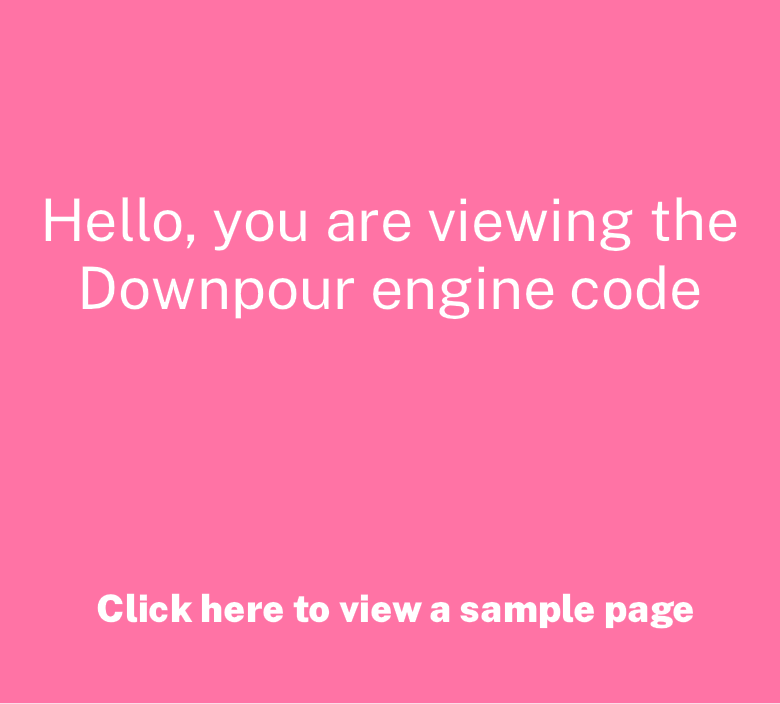 Hello, you are viewing the
Downpour engine code
Click here to view a sample page